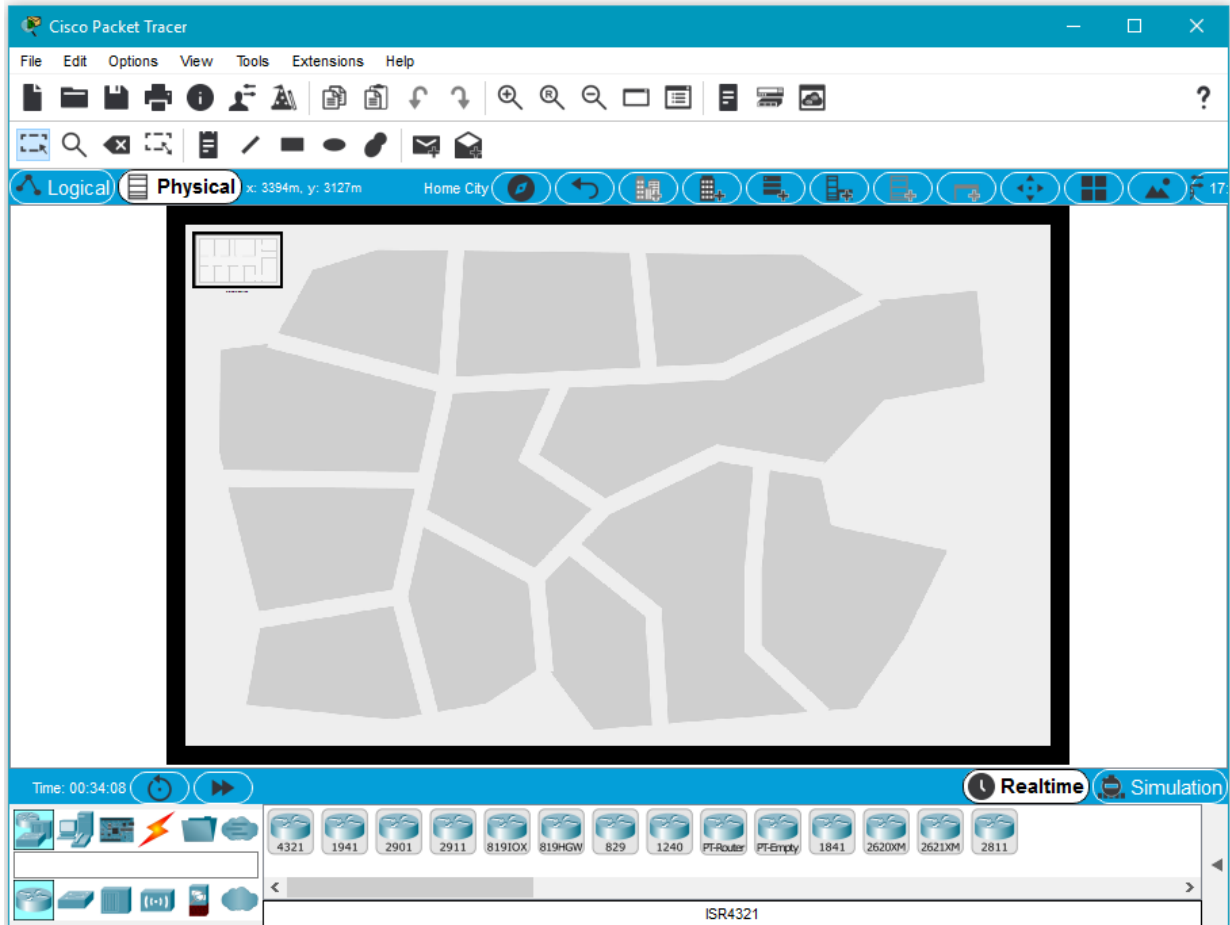 Cisco Packet Tracer
File Edit Options View Tools Extensions Help
Logical Physical x: 3394m, y: 3127m Home City 17:
Time: 00:34:08 Realtime Simulation
4321 1941 2901 2911 819IOX 819HGW 829 1240 PT-Router PT-Empty 1841 2620XM 2621XM 2811
ISR4321